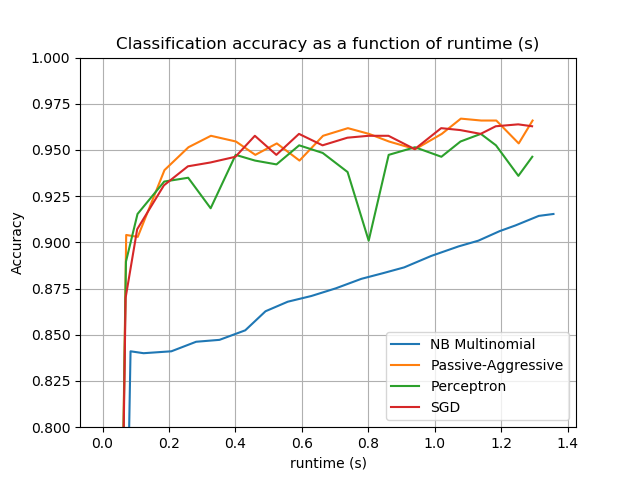 Classification accuracy as a function of runtime (s)
1.000
0.975
0.950
0.925
0.900
0.875
0.850
0.825
0.800
Accuracy
NB Multinomial
Passive-Aggressive
Perceptron
SGD
0.0 0.2 0.4 0.6 0.8 1.0 1.2 1.4
runtime (s)